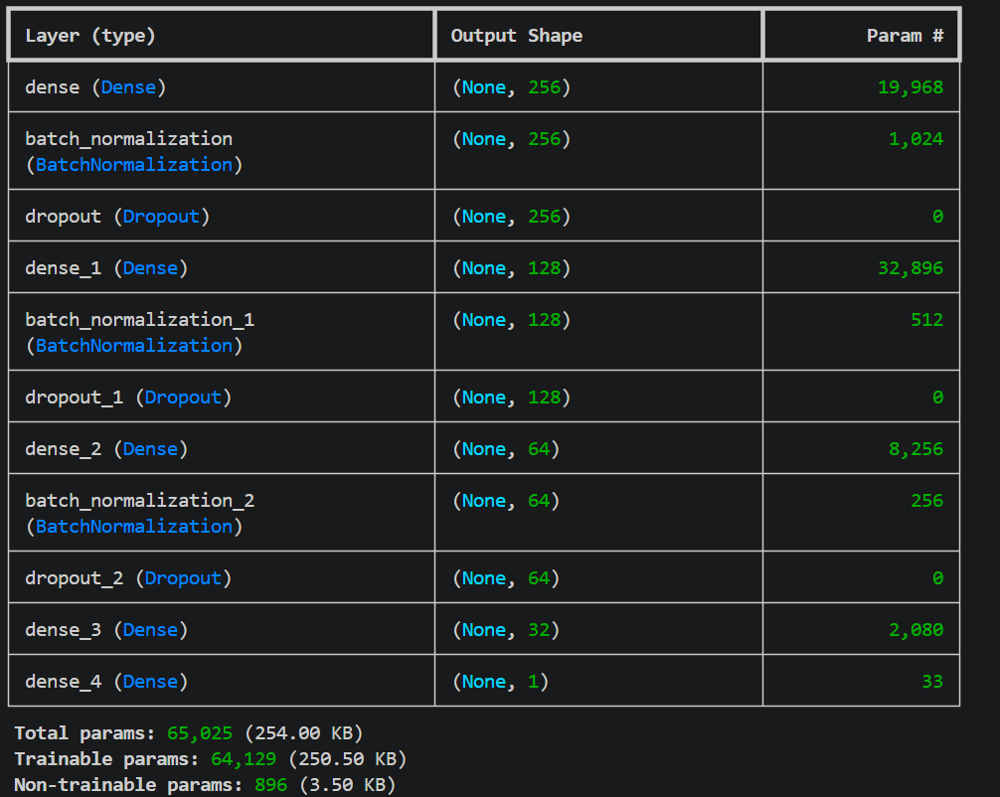 Layer (type) Output Shape Param #
dense (Dense) (None, 256) 19,968
batch_normalization (None, 256) 1,024
(BatchNormalization)
dropout (Dropout) (None, 256) 0
dense_1 (Dense) (None, 128) 32,896
batch_normalization_1 (None, 128) 512
(BatchNormalization)
dropout_1 (Dropout) (None, 128) 0
dense_2 (Dense) (None, 64) 8,256
batch_normalization_2 (None, 64) 256
(BatchNormalization)
dropout_2 (Dropout) (None, 64) 0
dense_3 (Dense) (None, 32) 2,080
dense_4 (Dense) (None, 1) 33
Total params: 65,025 (254.00 KB)
Trainable params: 64,129 (250.50 KB)
Non-trainable params: 896 (3.50 KB)